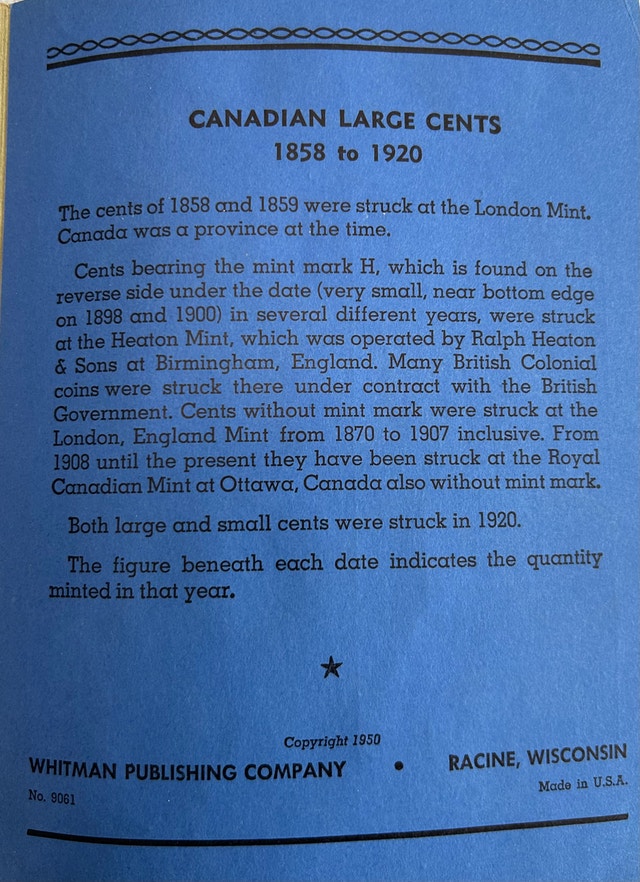 CANADIAN LARGE CENTS
1858 to 1920
The cents of 1858 and 1859 were struck at the London Mint.
Canada was a province at the time.
Cents bearing the mint mark H, which is found on the
reverse side under the date (very small, near bottom edge
on 1898 and 1900) in several different years, were struck
at the Heaton Mint, which was operated by Ralph Heaton
& Sons at Birmingham, England. Many British Colonial
coins were struck there under contract with the British
Government. Cents without mint mark were struck at the
London, England Mint from 1870 to 1907 inclusive. From
1908 until the present they have been struck at the Royal
Canadian Mint at Ottawa, Canada also without mint mark.
Both large and small cents were struck in 1920.
The figure beneath each date indicates the quantity
minted in that year.
Copyright 1950
WHITMAN PUBLISHING COMPANY • RACINE, WISCONSIN
No. 9061 Made in U.S.A.